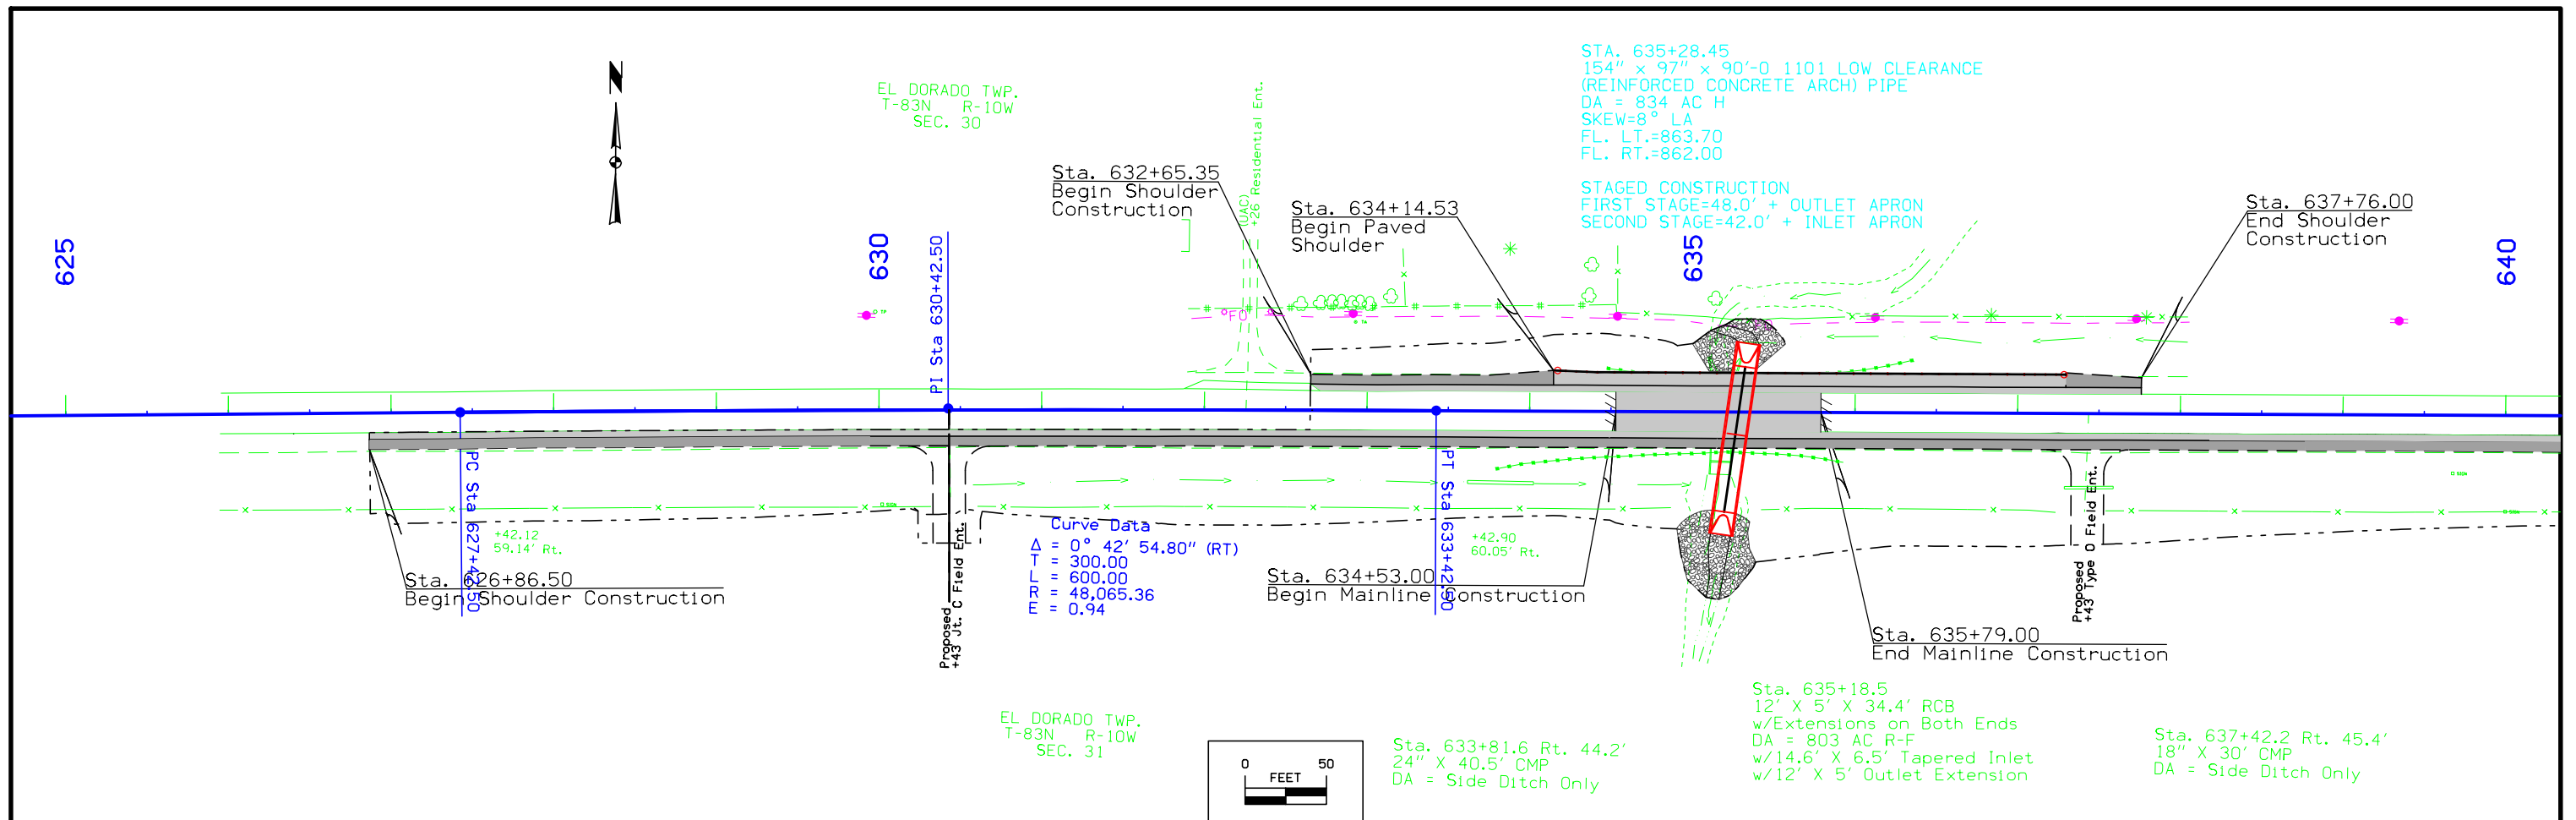 STA. 635+28.45
154" x 97" x 90'-0 1101 LOW CLEARANCE
(REINFORCED CONCRETE ARCH) PIPE
DA = 834 AC H
SKEW=8° LA
FL. LT.=863.70
FL. RT.=862.00
STAGED CONSTRUCTION
FIRST STAGE=48.0' + OUTLET APRON
SECOND STAGE=42.0' + INLET APRON
N
EL DORADO TWP.
T-83N R-10W
SEC. 30
(UAC)
+26 Residential Ent.
Sta. 632+65.35
Begin Shoulder
Construction
Sta. 634+14.53
Begin Paved
Shoulder
Sta. 637+76.00
End Shoulder
Construction
625
630
635
640
PI Sta 630+42.50
FO
PC Sta 627+42.50
PT Sta 633+42.50
+42.12
59.14' Rt.
Curve Data
Δ = 0° 42' 54.80" (RT)
T = 300.00
L = 600.00
R = 48,065.36
E = 0.94
+42.90
60.05' Rt.
Sta. 626+86.50
Begin Shoulder Construction
Proposed
+43 Jt. C Field Ent.
Sta. 634+53.00
Begin Mainline Construction
Proposed
+43 Type D Field Ent.
Sta. 635+79.00
End Mainline Construction
EL DORADO TWP.
T-83N R-10W
SEC. 31
0 50
FEET
Sta. 633+81.6 Rt. 44.2'
24" X 40.5' CMP
DA = Side Ditch Only
Sta. 635+18.5
12' X 5' X 34.4' RCB
w/Extensions on Both Ends
DA = 803 AC R-F
w/14.6' X 6.5' Tapered Inlet
w/12' X 5' Outlet Extension
Sta. 637+42.2 Rt. 45.4'
18" X 30' CMP
DA = Side Ditch Only